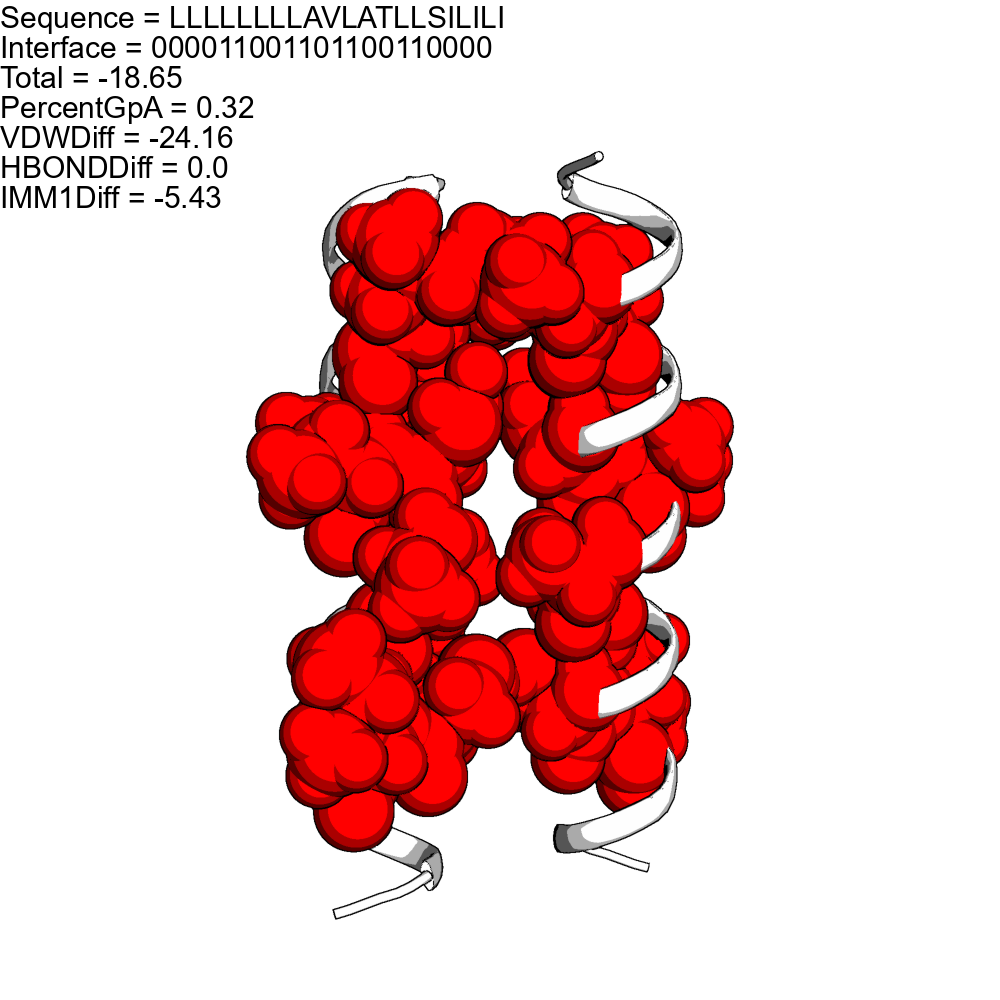 Sequence = LLLLLLLLAVLATLLSILILI
Interface = 000011001101100110000
Total = -18.65
PercentGpA = 0.32
VDWDiff = -24.16
HBONDDiff = 0.0
IMM1Diff = -5.43